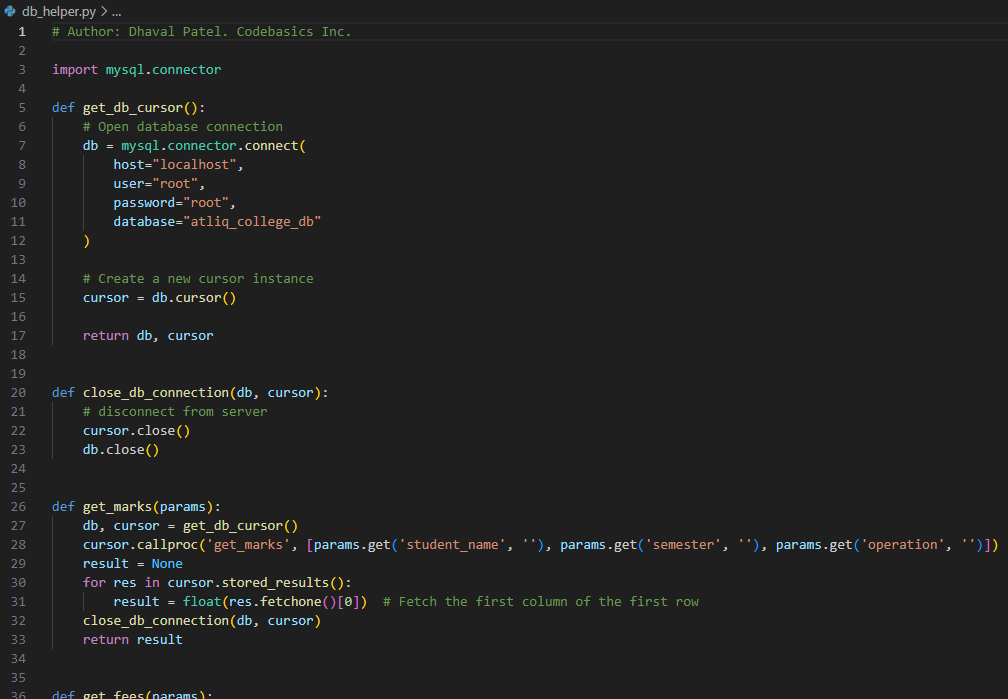 db_helper.py > ...
1 # Author: Dhaval Patel. Codebasics Inc.
2
3 import mysql.connector
4
5 def get_db_cursor():
6     # Open database connection
7     db = mysql.connector.connect(
8         host="localhost",
9         user="root",
10         password="root",
11         database="atliq_college_db"
12     )
13
14     # Create a new cursor instance
15     cursor = db.cursor()
16
17     return db, cursor
18
19
20 def close_db_connection(db, cursor):
21     # disconnect from server
22     cursor.close()
23     db.close()
24
25
26 def get_marks(params):
27     db, cursor = get_db_cursor()
28     cursor.callproc('get_marks', [params.get('student_name', ''), params.get('semester', ''), params.get('operation', '')])
29     result = None
30     for res in cursor.stored_results():
31         result = float(res.fetchone()[0])  # Fetch the first column of the first row
32     close_db_connection(db, cursor)
33     return result
34
35
36 def get_fees(params):